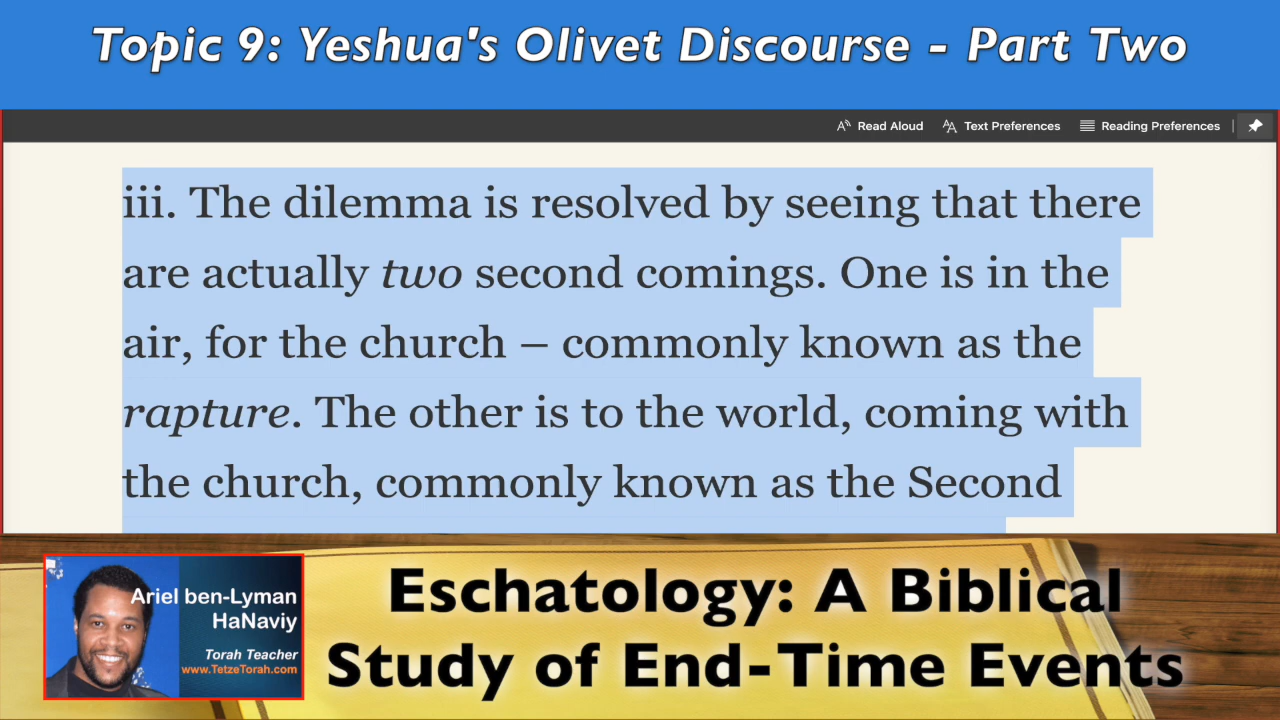 Topic 9: Yeshua's Olivet Discourse - Part Two
Read Aloud
Text Preferences
Reading Preferences
iii. The dilemma is resolved by seeing that there
are actually two second comings. One is in the
air, for the church – commonly known as the
rapture. The other is to the world, coming with
the church, commonly known as the Second
Ariel ben-Lyman
HaNaviy
Torah Teacher
www.TetzeTorah.com
Eschatology: A Biblical
Study of End-Time Events